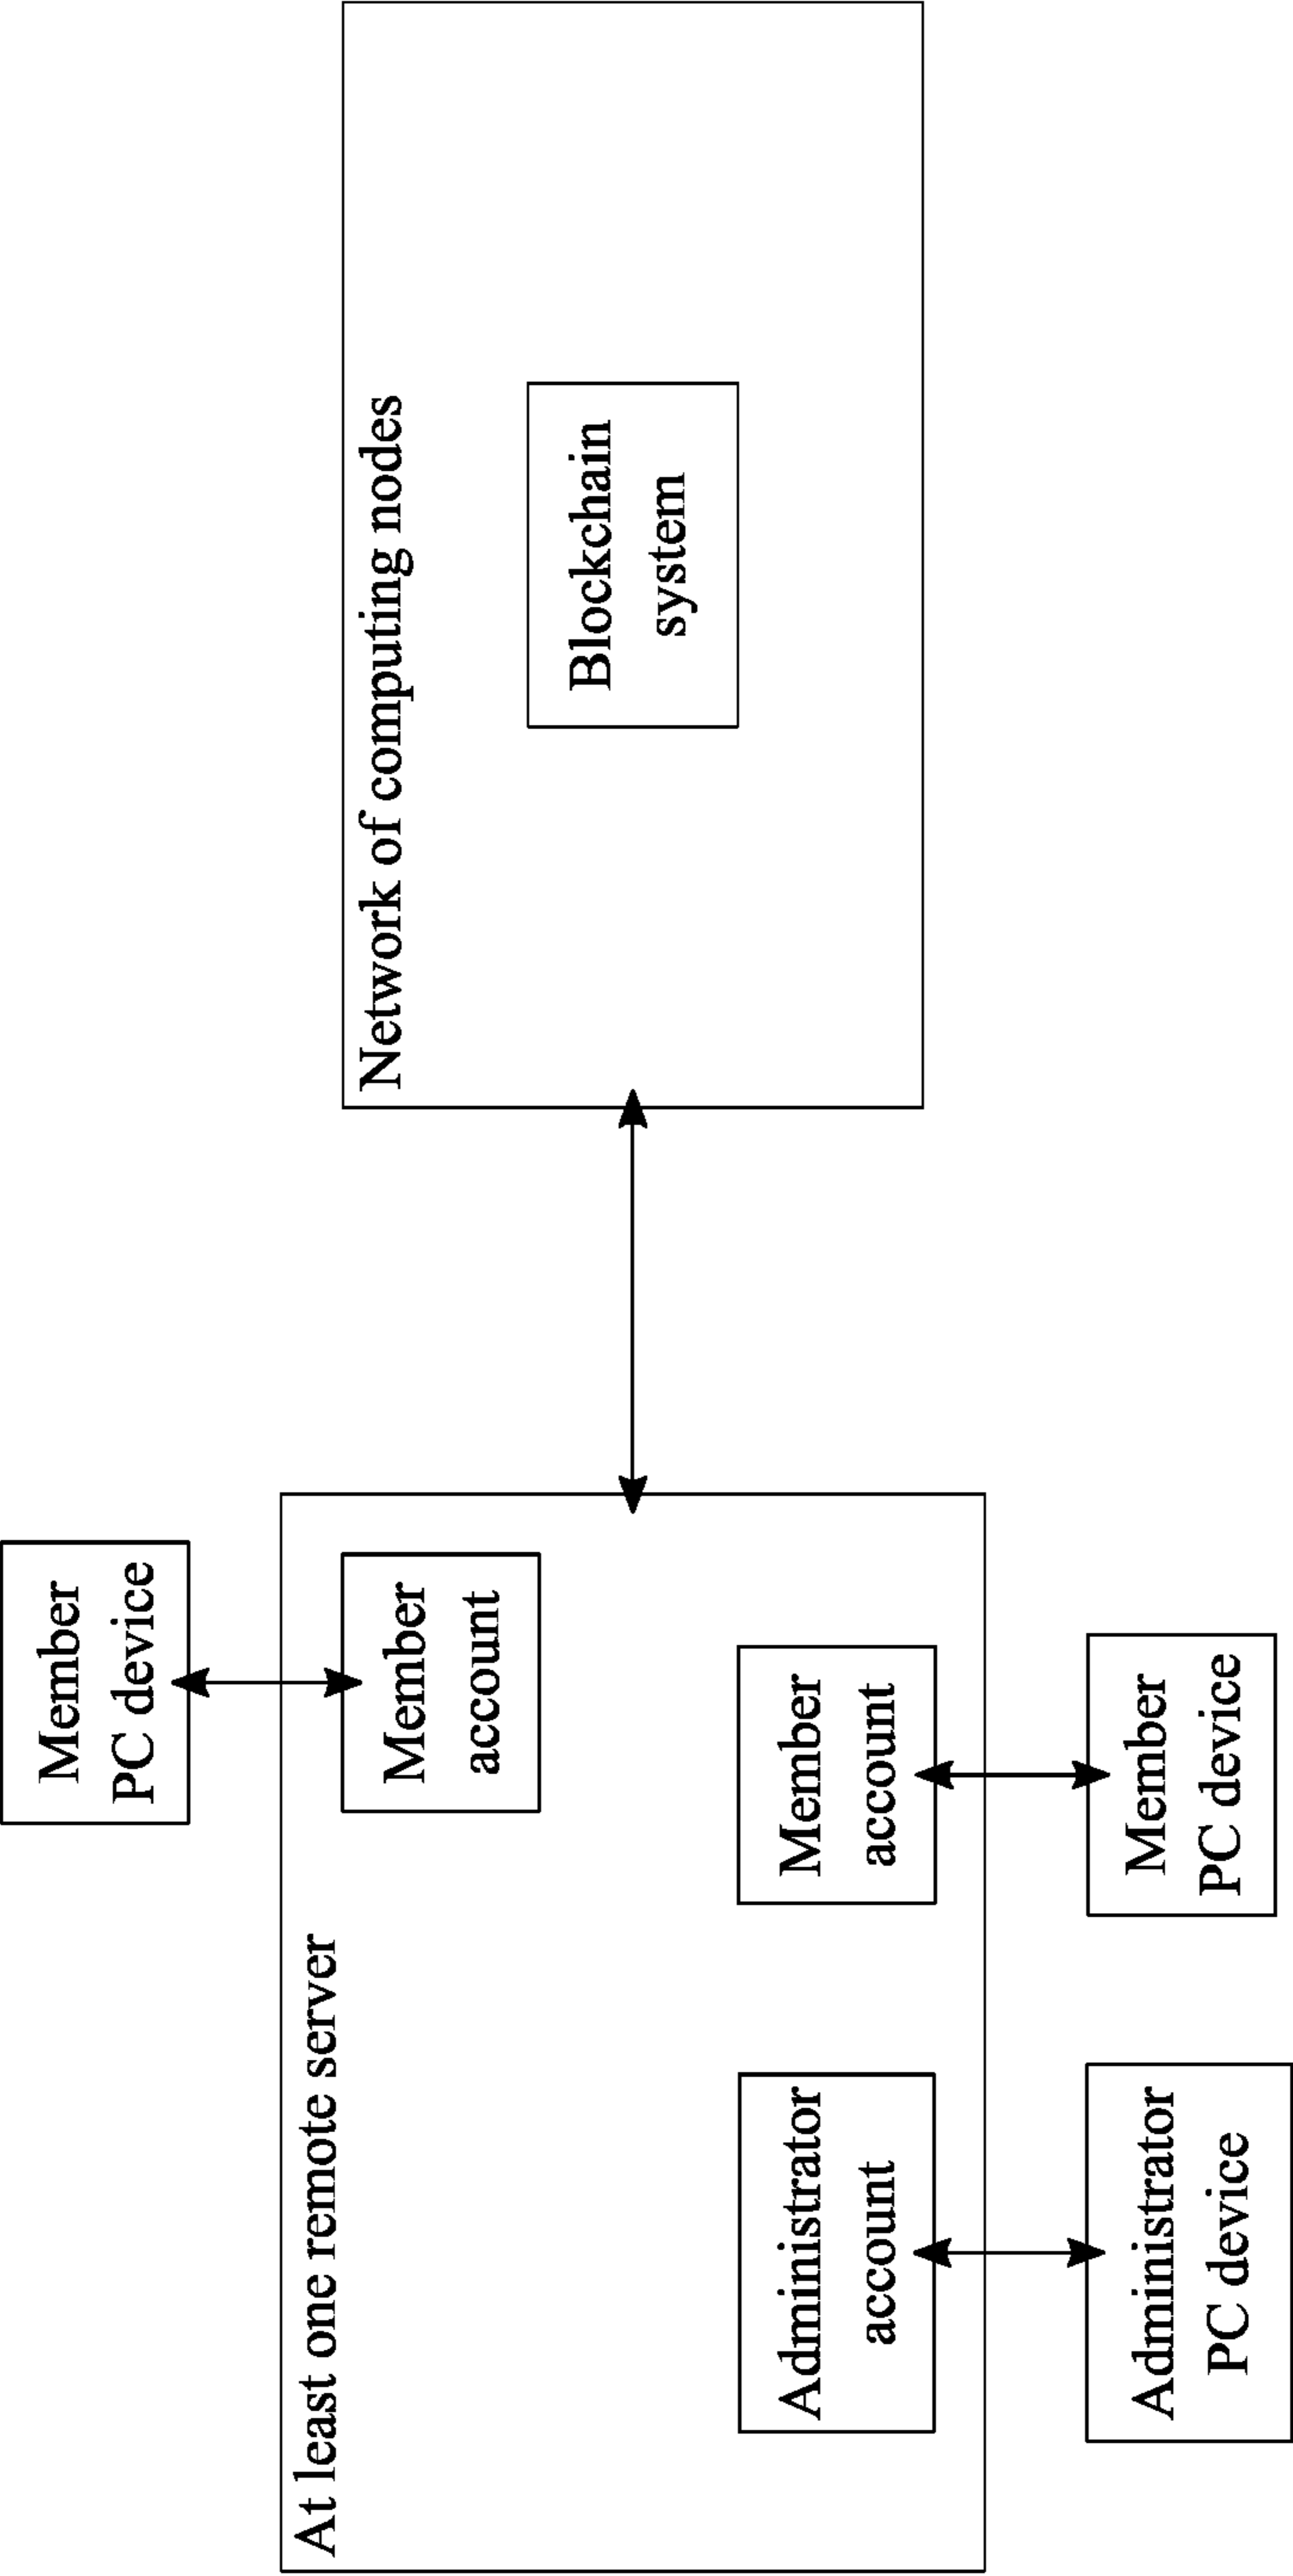 Member
PC device
At least one remote server
Member
account
Administrator
account
Member
account
Administrator
PC device
Member
PC device
Network of computing nodes
Blockchain
system